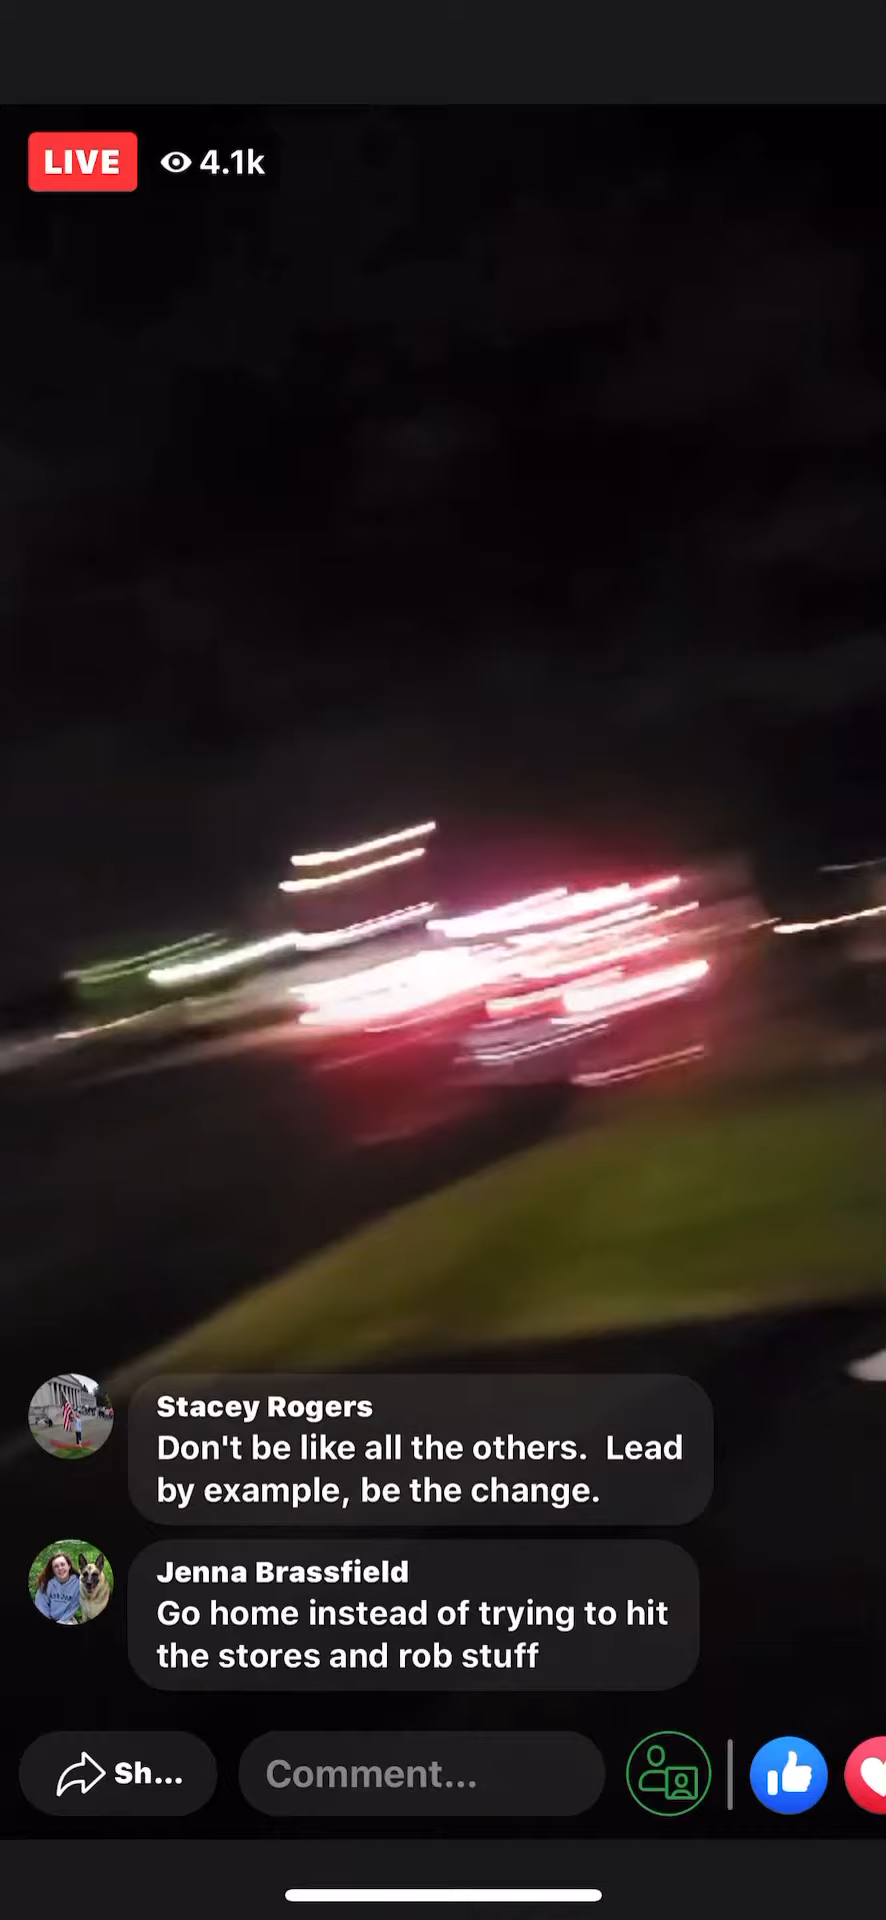 LIVE 4.1k
Stacey Rogers
Don't be like all the others.  Lead
by example, be the change.
Jenna Brassfield
Go home instead of trying to hit
the stores and rob stuff
Sh... Comment...